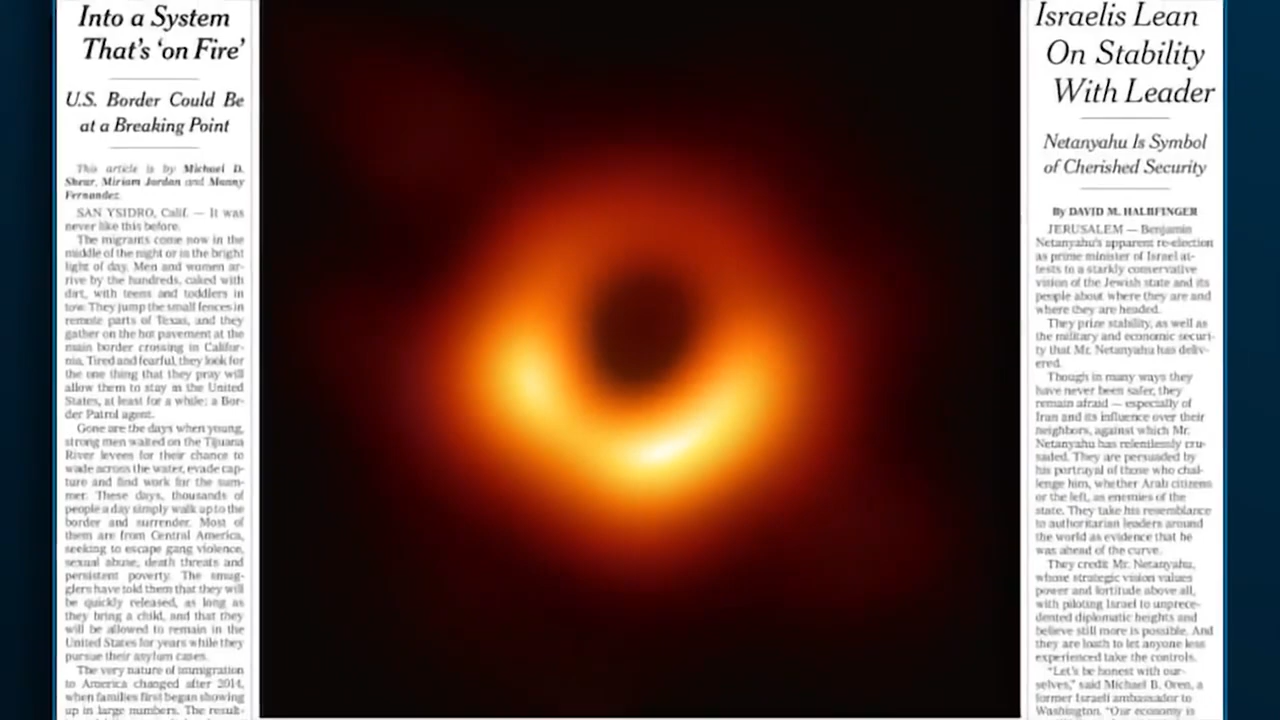 Into a System
That's 'on Fire'
U.S. Border Could Be
at a Breaking Point
This article is by Michael D.
Shear, Miriam Jordan and Manny
Fernandez.
SAN YSIDRO, Calif. — It was
never like this before.
The migrants come now in the
middle of the night or in the bright
light of day. Men and women ar-
rive by the hundreds, caked with
dirt, with teens and toddlers in
tow. They jump the small fences in
remote parts of Texas, and they
gather on the hot pavement at the
main border crossing in Califor-
nia. Tired and fearful, they look for
the one thing that they pray will
allow them to stay in the United
States, at least for a while: a Bor-
der Patrol agent.
Gone are the days when young,
strong men waited on the Tijuana
River levees for their chance to
wade across the water, evade cap-
ture and find work for the sum-
mer. These days, thousands of
people a day simply walk up to the
border and surrender. Most of
them are from Central America,
seeking to escape gang violence,
sexual abuse, death threats and
persistent poverty. The smug-
glers have told them that they will
be quickly released, as long as
they bring a child, and that they
will be allowed to remain in the
United States for years while they
pursue their asylum cases.
The very nature of immigration
to America changed after 2014,
when families first began showing
up in large numbers. The result-
Israelis Lean
On Stability
With Leader
Netanyahu Is Symbol
of Cherished Security
By DAVID M. HALBFINGER
JERUSALEM — Benjamin
Netanyahu's apparent re-election
as prime minister of Israel at-
tests to a starkly conservative
vision of the Jewish state and its
people about where they are and
where they are headed.
They prize stability, as well as
the military and economic securi-
ty that Mr. Netanyahu has deliv-
ered.
Though in many ways they
have never been safer, they
remain afraid — especially of
Iran and its influence over their
neighbors, against which Mr.
Netanyahu has relentlessly cru-
saded. They are persuaded by
his portrayal of those who chal-
lenge him, whether Arab citizens
or the left, as enemies of the
state. They take his resemblance
to authoritarian leaders around
the world as evidence that he
was ahead of the curve.
They credit Mr. Netanyahu,
whose strategic vision values
power and fortitude above all,
with piloting Israel to unprece-
dented diplomatic heights and
believe still more is possible. And
they are loath to let anyone less
experienced take the controls.
"Let's be honest with our-
selves," said Michael B. Oren, a
former Israeli ambassador to
Washington. "Our economy is